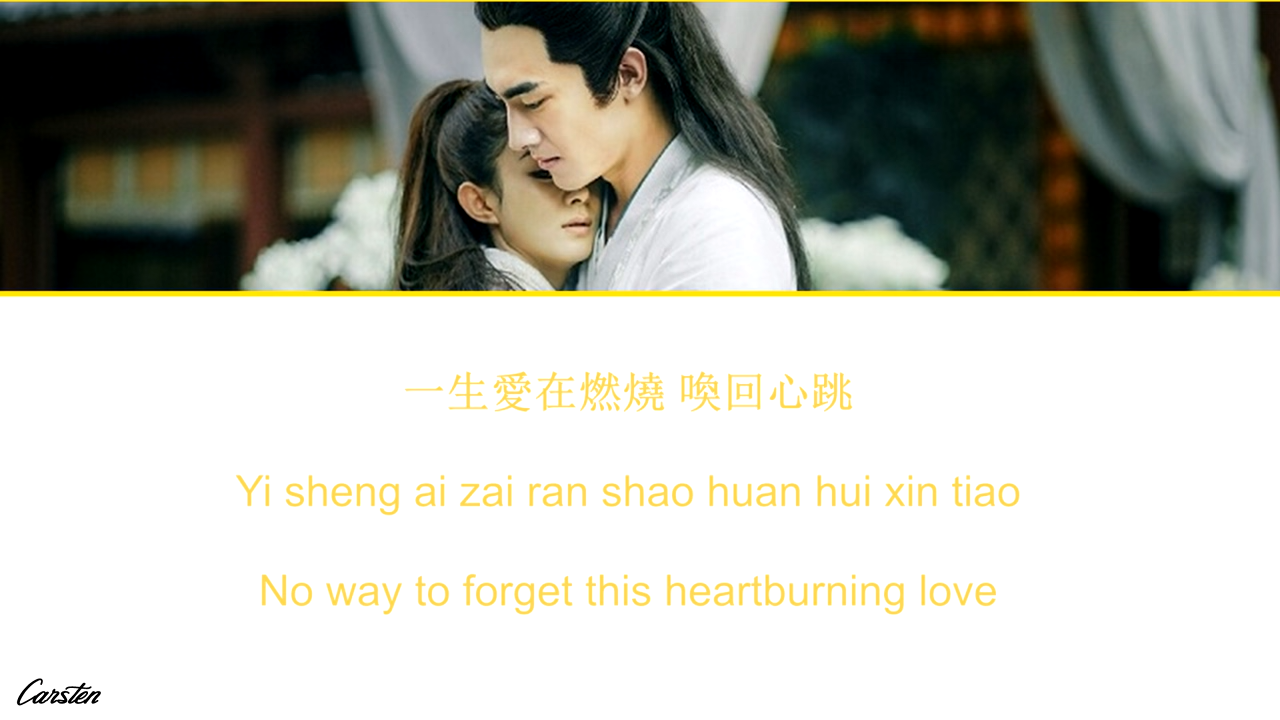 一生愛在燃燒 喚回心跳
Yi sheng ai zai ran shao huan hui xin tiao
No way to forget this heartburning love
Carsten